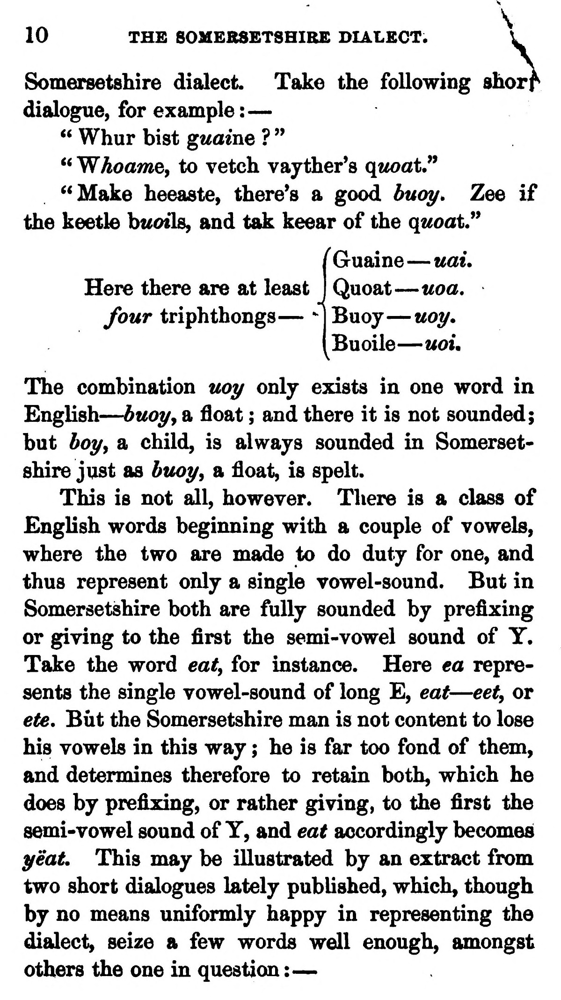 10 THE SOMERSETSHIRE DIALECT.
Somersetshire dialect. Take the following short
dialogue, for example:—
“Whur bist guaine?”
“Whoame, to vetch vayther’s quoat.”
“Make heeaste, there’s a good buoy. Zee if
the keetle buoils, and tak keear of the quoat.”
Here there are at least
four triphthongs—
Guaine—uai.
Quoat—uoa.
Buoy—uoy.
Buoile—uoi.
The combination uoy only exists in one word in
English—buoy, a float; and there it is not sounded;
but boy, a child, is always sounded in Somerset-
shire just as buoy, a float, is spelt.
This is not all, however. There is a class of
English words beginning with a couple of vowels,
where the two are made to do duty for one, and
thus represent only a single vowel-sound. But in
Somersetshire both are fully sounded by prefixing
or giving to the first the semi-vowel sound of Y.
Take the word eat, for instance. Here ea repre-
sents the single vowel-sound of long E, eat—eet, or
ete. But the Somersetshire man is not content to lose
his vowels in this way; he is far too fond of them,
and determines therefore to retain both, which he
does by prefixing, or rather giving, to the first the
semi-vowel sound of Y, and eat accordingly becomes
yëat. This may be illustrated by an extract from
two short dialogues lately published, which, though
by no means uniformly happy in representing the
dialect, seize a few words well enough, amongst
others the one in question:—